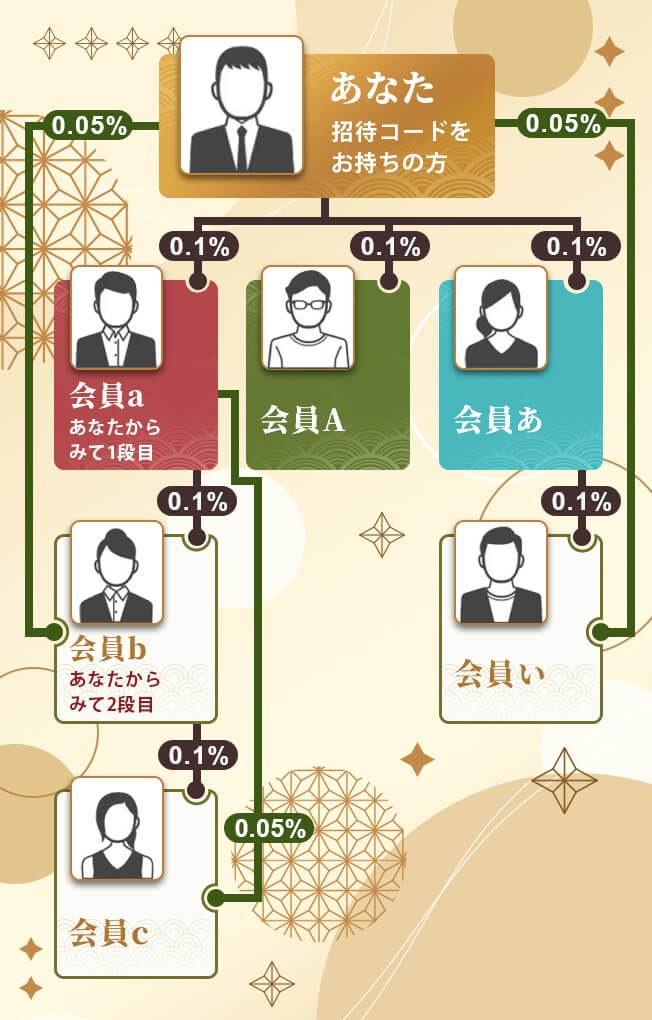 あなた
招待コードを
お持ちの方
0.05%
0.05%
0.1%
0.1%
0.1%
会員a
あなたから
みて1段目
会員A
会員あ
0.1%
0.1%
会員b
あなたから
みて2段目
会員い
0.1%
0.05%
会員c